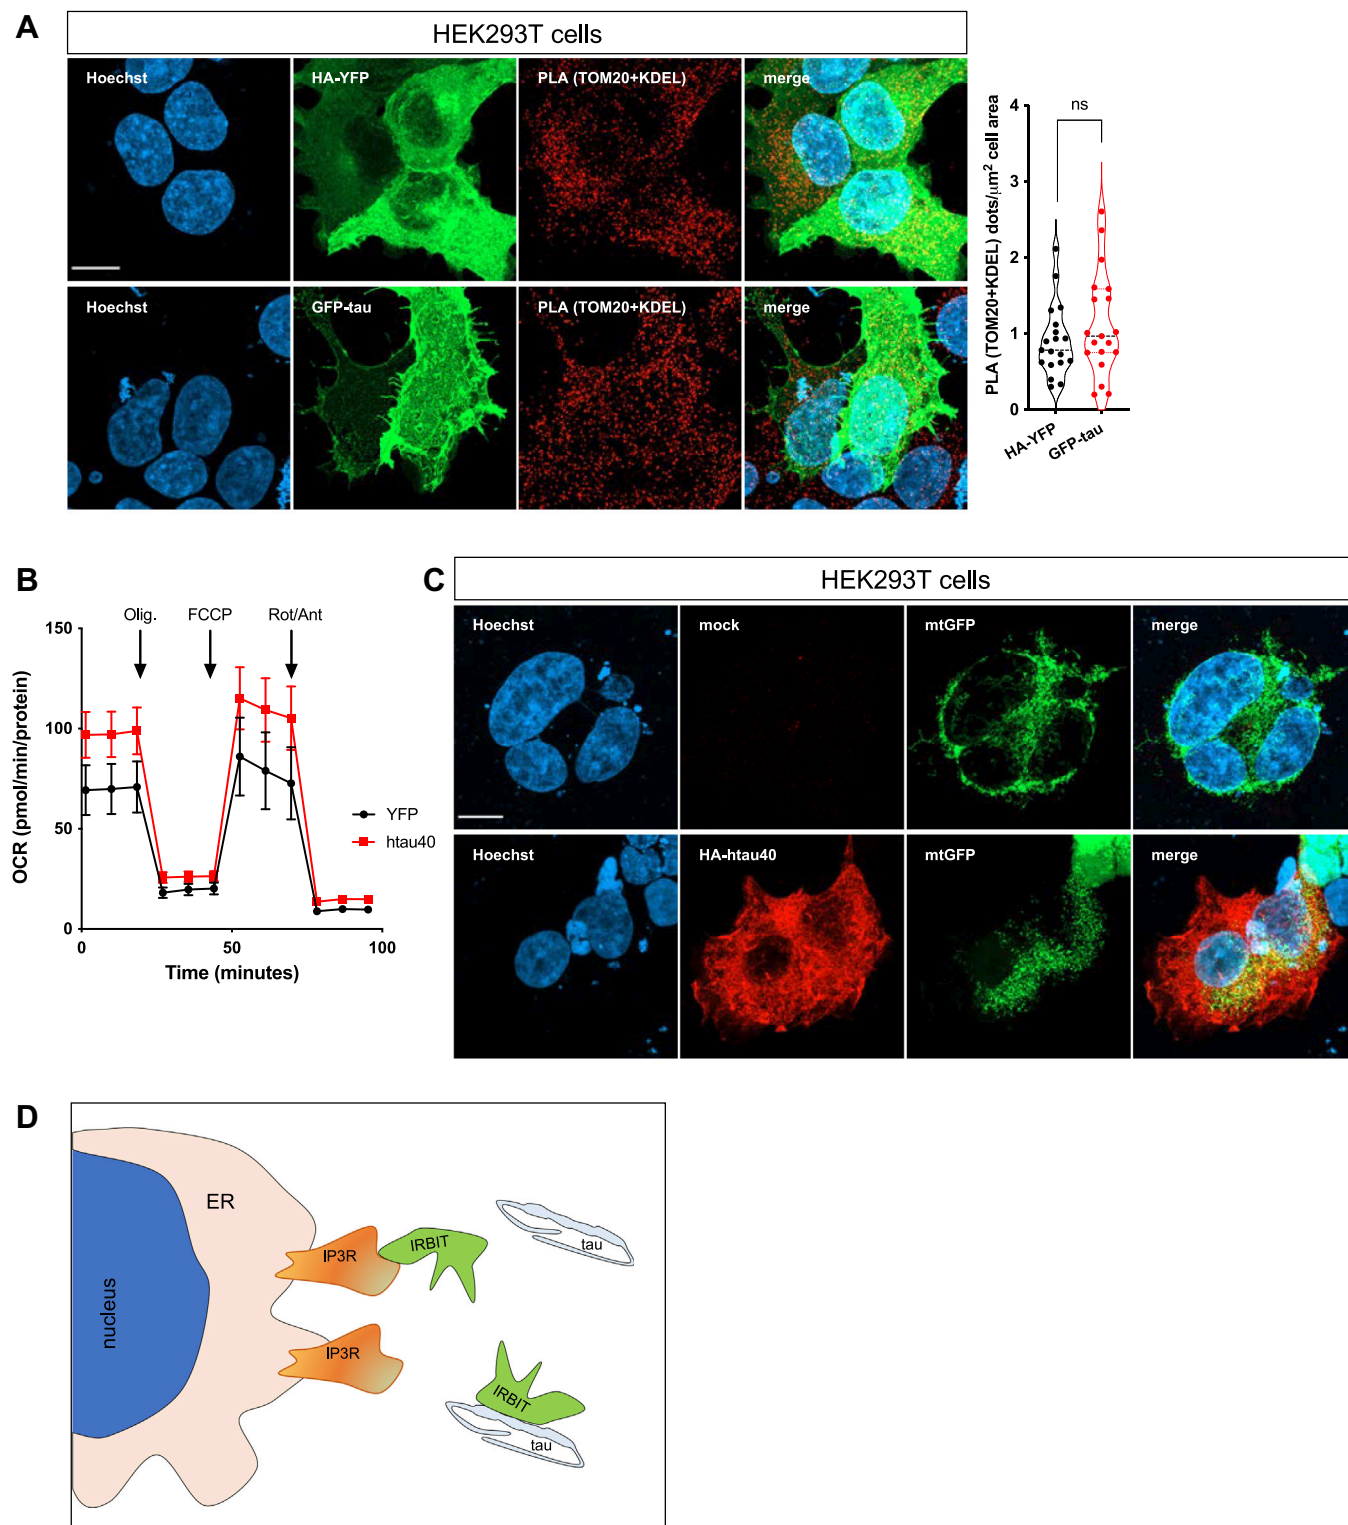 A
HEK293T cells
Hoechst
HA-YFP
PLA (TOM20+KDEL)
merge
Hoechst
GFP-tau
PLA (TOM20+KDEL)
merge
PLA (TOM20+KDEL) dots/μm² cell area
4
3
2
1
0
ns
HA-YFP
GFP-tau
B
Olig.
FCCP
Rot/Ant
OCR (pmol/min/protein)
150
100
50
0
0
50
100
Time (minutes)
YFP
htau40
C
HEK293T cells
Hoechst
mock
mtGFP
merge
Hoechst
HA-htau40
mtGFP
merge
D
nucleus
ER
IP3R
IRBIT
tau
IP3R
IRBIT
tau